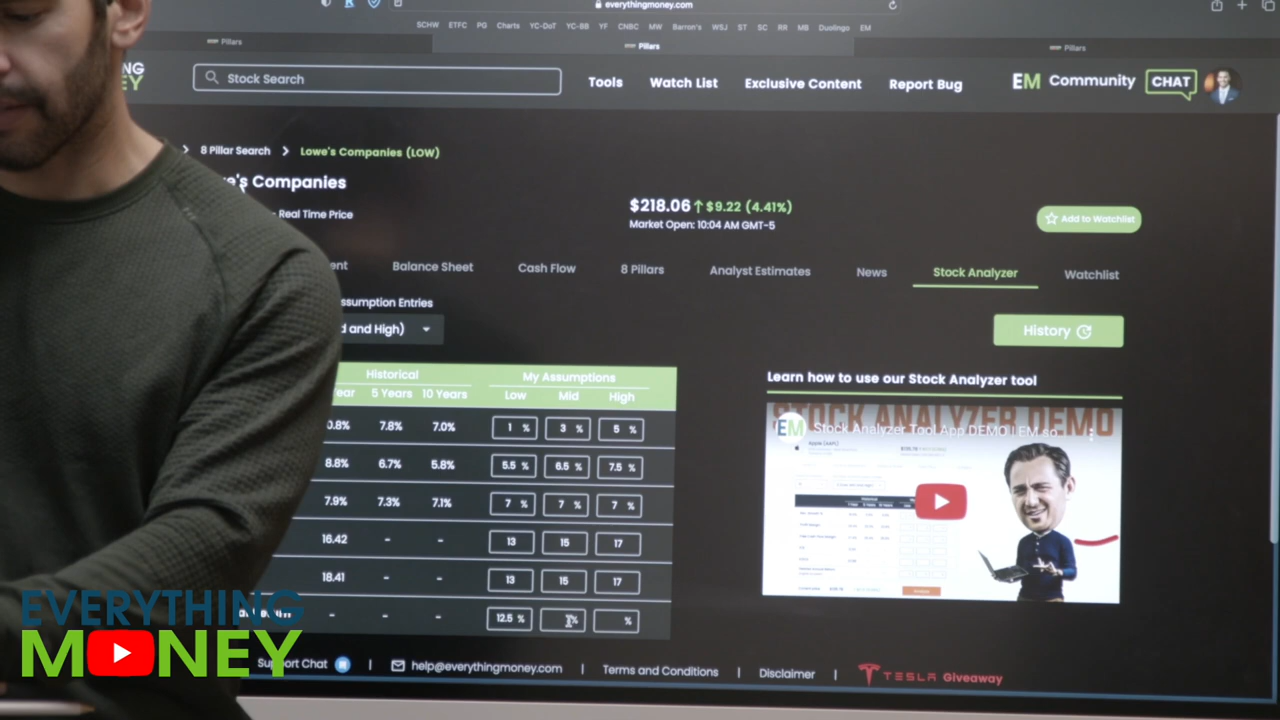 everythingmoney.com
SCHW ETFC PG Charts YC-DoT YC-BB YF CNBC MW Barron's WSJ ST SC RR MB Duolingo EM
Pillars Pillars Pillars
Stock Search
Tools Watch List Exclusive Content Report Bug EM Community CHAT
8 Pillar Search > Lowe's Companies (LOW)
we's Companies
Real Time Price
$218.06 ↑ $9.22 (4.41%)
Market Open: 10:04 AM GMT-5
Add to Watchlist
Balance Sheet Cash Flow 8 Pillars Analyst Estimates News Stock Analyzer Watchlist
ssumption Entries
d and High)
History
Historical My Assumptions
ear 5 Years 10 Years Low Mid High
0.8% 7.8% 7.0% 1 % 3 % 5 %
8.8% 6.7% 5.8% 5.5 % 6.5 % 7.5 %
7.9% 7.3% 7.1% 7 % 7 % 7 %
16.42 - - 13 15 17
18.41 - - 13 15 17
- - - 12.5 % % %
Learn how to use our Stock Analyzer tool
STOCK ANALYZER DEMO
EM Stock Analyzer Tool App DEMO | EM so...
Apple (AAPL)
Support Chat | help@everythingmoney.com | Terms and Conditions | Disclaimer | TESLA Giveaway
EVERYTHING
MONEY